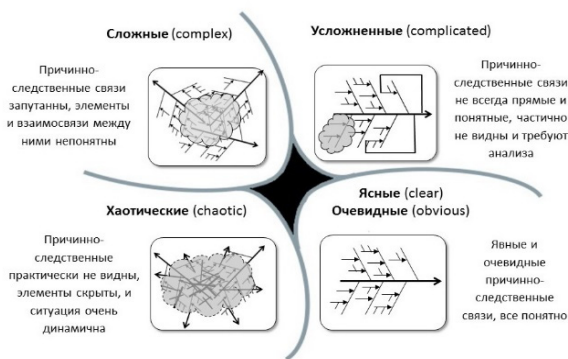 Сложные (complex)
Причинно-
следственные связи
запутанны, элементы
и взаимосвязи между
ними непонятны
Усложненные (complicated)
Причинно-
следственные связи
не всегда прямые и
понятные, частично
не видны и требуют
анализа
Хаотические (chaotic)
Причинно-
следственные
практически не видны,
элементы скрыты, и
ситуация очень
динамична
Ясные (clear)
Очевидные (obvious)
Явные и
очевидные
причинно-
следственные
связи, все понятно